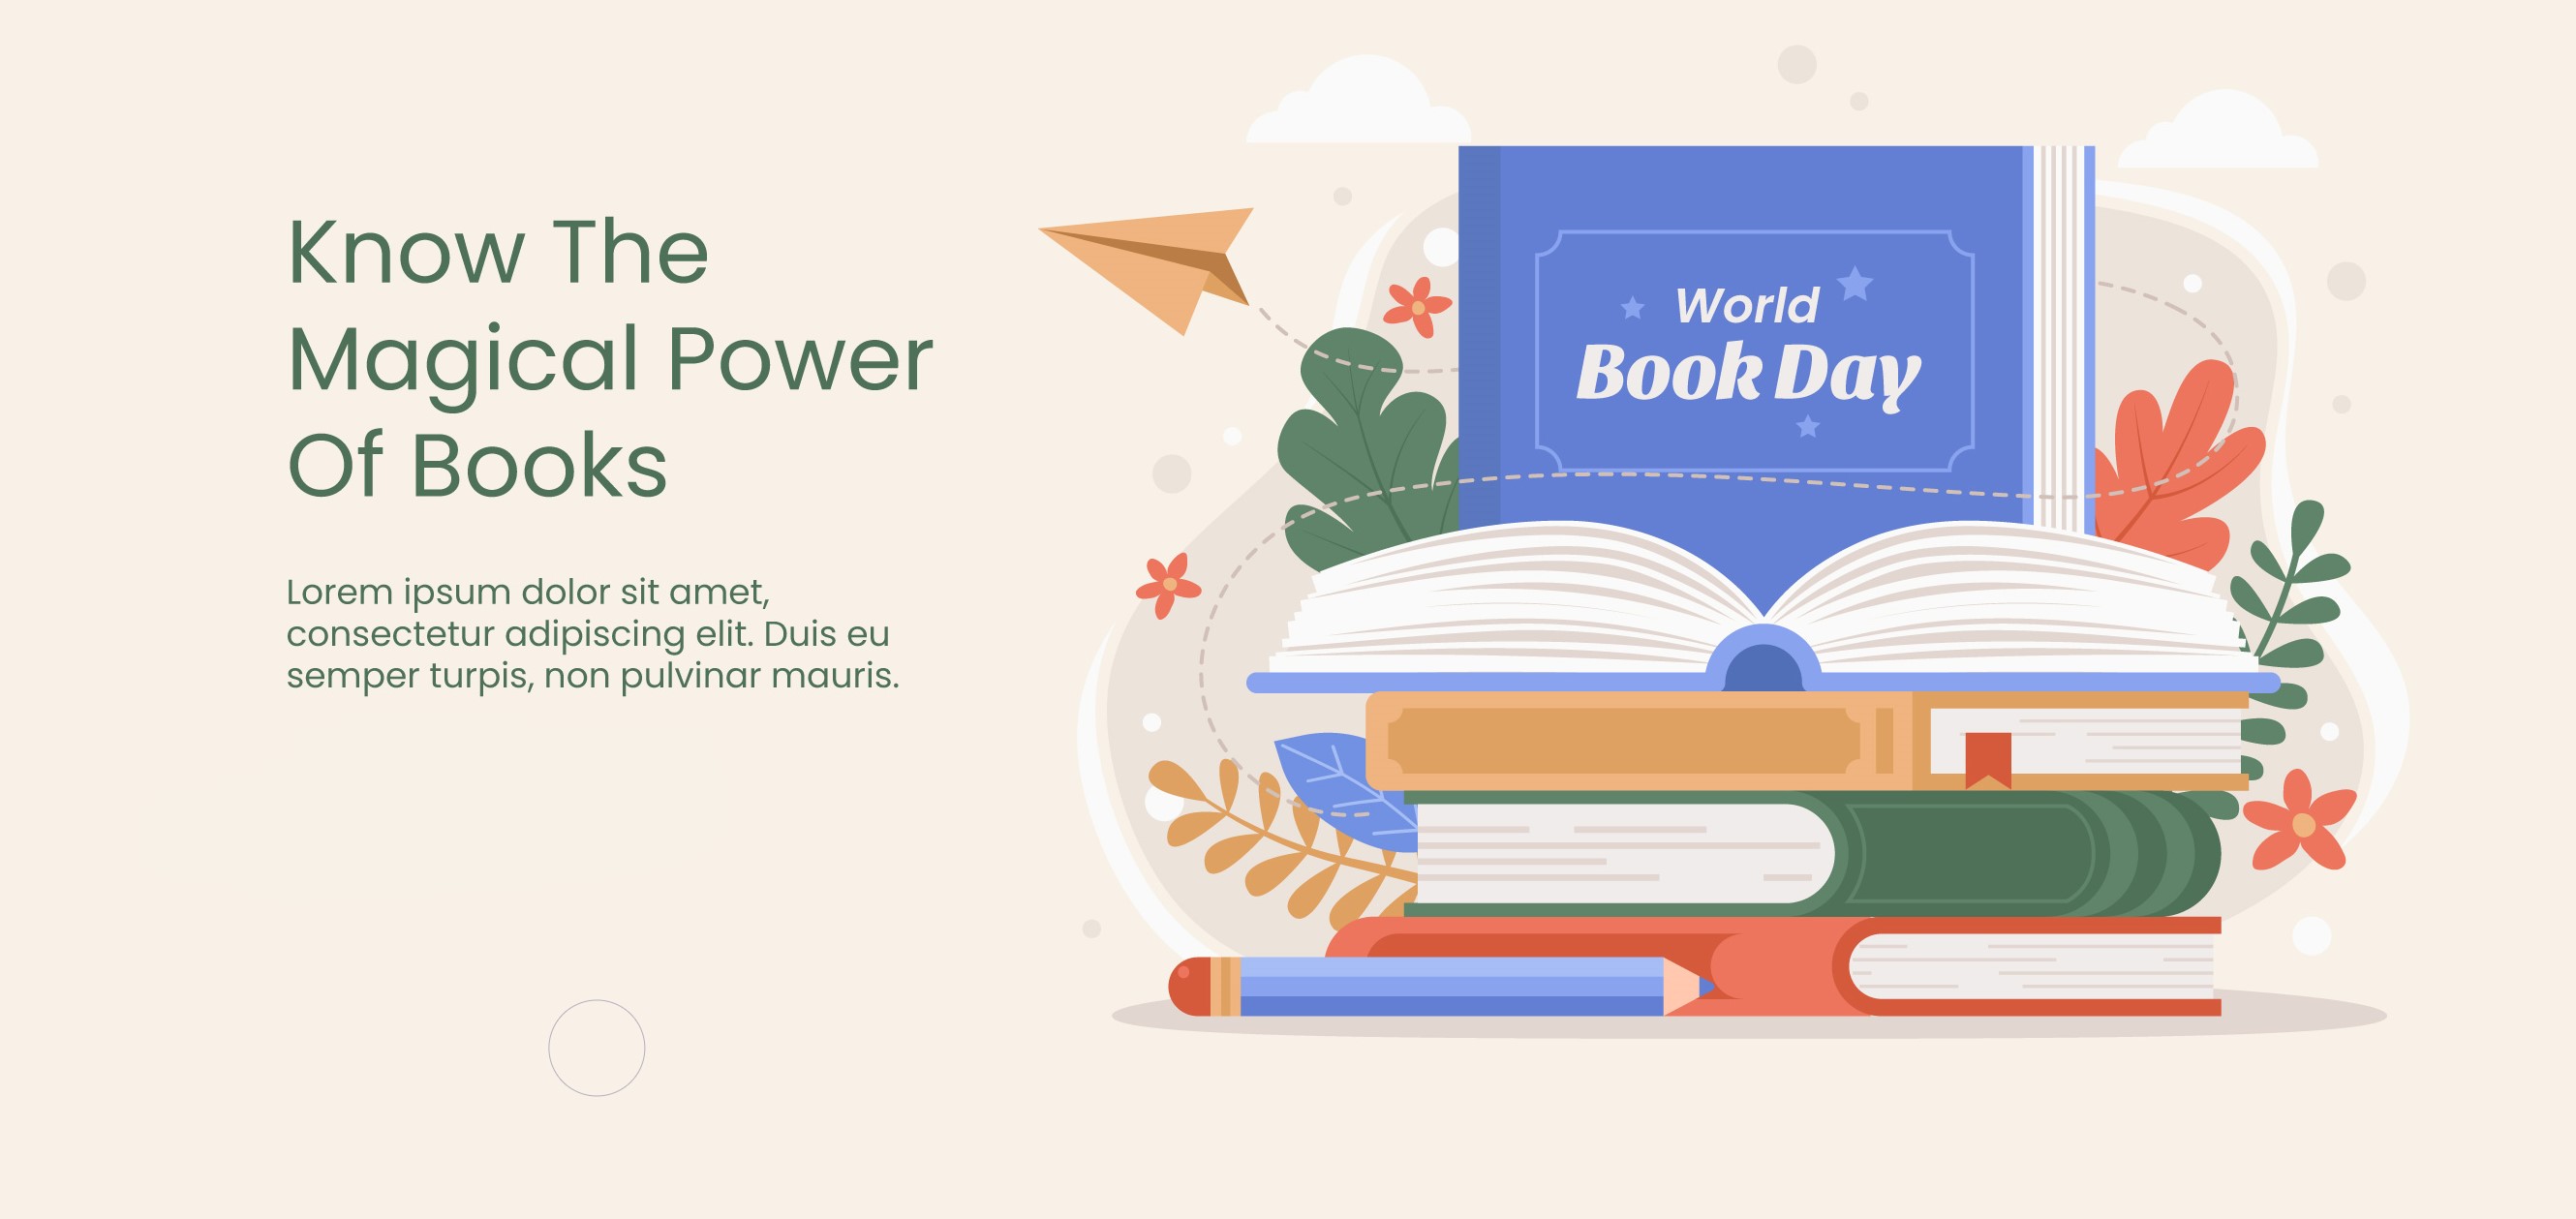 Know The
Magical Power
Of Books
Lorem ipsum dolor sit amet,
consectetur adipiscing elit. Duis eu
semper turpis, non pulvinar mauris.
World
Book Day